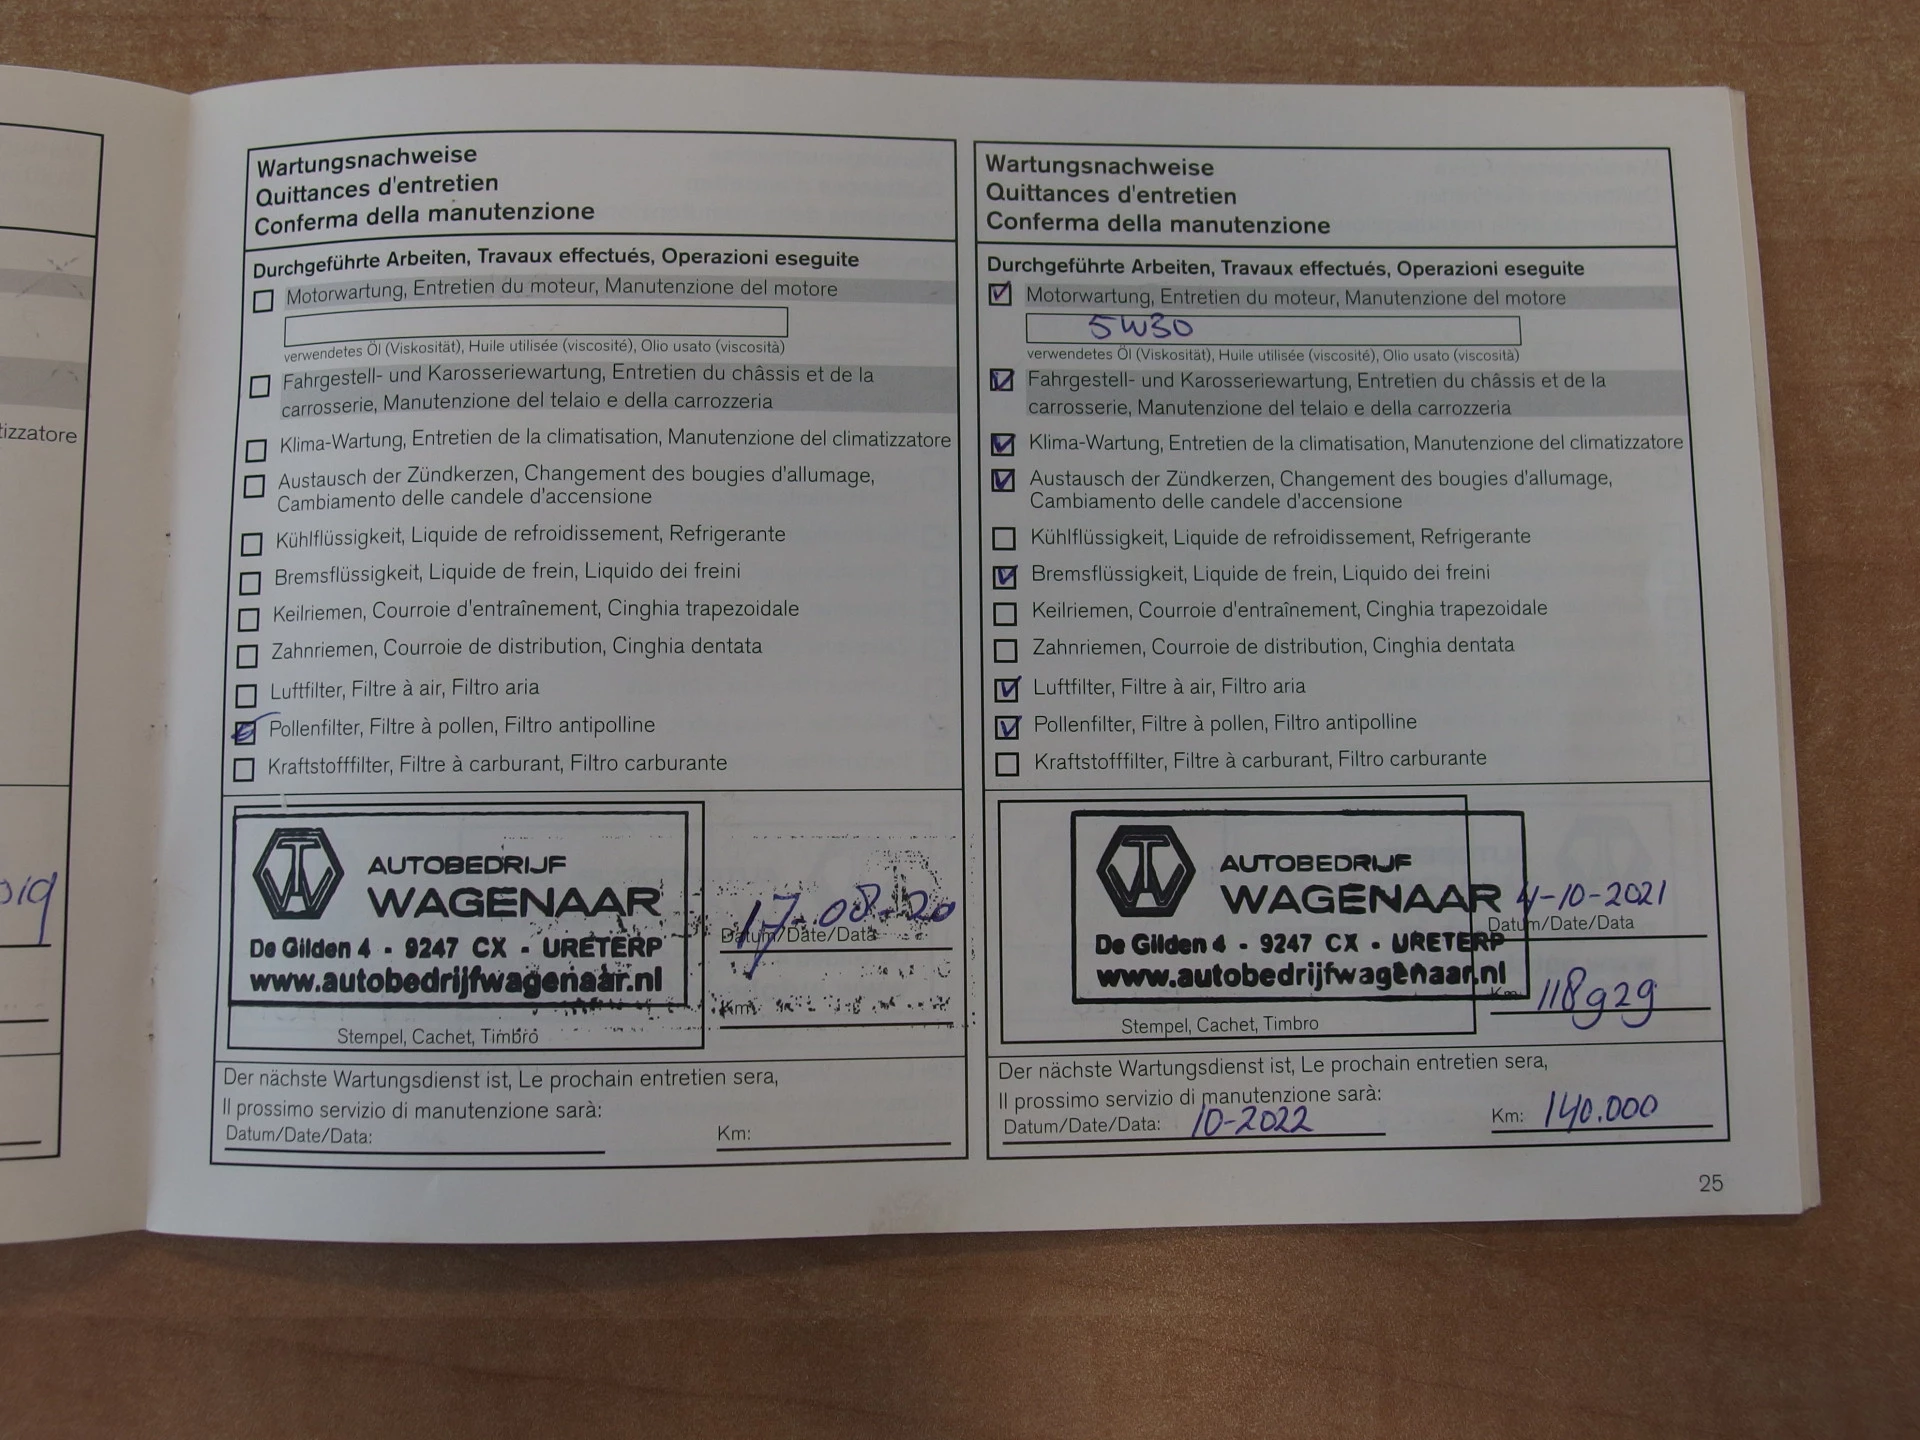 tizzatore
Wartungsnachweise
Quittances d'entretien
Conferma della manutenzione
Durchgeführte Arbeiten, Travaux effectués, Operazioni eseguite
Motorwartung, Entretien du moteur, Manutenzione del motore
verwendetes Öl (Viskosität), Huile utilisée (viscosité), Olio usato (viscosità)
Fahrgestell- und Karosseriewartung, Entretien du châssis et de la
carrosserie, Manutenzione del telaio e della carrozzeria
Klima-Wartung, Entretien de la climatisation, Manutenzione del climatizzatore
Austausch der Zündkerzen, Changement des bougies d'allumage,
Cambiamento delle candele d'accensione
Kühlflüssigkeit, Liquide de refroidissement, Refrigerante
Bremsflüssigkeit, Liquide de frein, Liquido dei freini
Keilriemen, Courroie d'entraînement, Cinghia trapezoidale
Zahnriemen, Courroie de distribution, Cinghia dentata
Luftfilter, Filtre à air, Filtro aria
Pollenfilter, Filtre à pollen, Filtro antipolline
Kraftstofffilter, Filtre à carburant, Filtro carburante
AUTOBEDRIJF
WAGENAAR
De Gilden 4 - 9247 CX - URETERP
www.autobedrijfwagenaar.nl
17-08-20
Datum/Date/Data
Km:
Stempel, Cachet, Timbro
Der nächste Wartungsdienst ist, Le prochain entretien sera,
Il prossimo servizio di manutenzione sarà:
Datum/Date/Data:
Km:
Wartungsnachweise
Quittances d'entretien
Conferma della manutenzione
Durchgeführte Arbeiten, Travaux effectués, Operazioni eseguite
Motorwartung, Entretien du moteur, Manutenzione del motore
5W30
verwendetes Öl (Viskosität), Huile utilisée (viscosité), Olio usato (viscosità)
Fahrgestell- und Karosseriewartung, Entretien du châssis et de la
carrosserie, Manutenzione del telaio e della carrozzeria
Klima-Wartung, Entretien de la climatisation, Manutenzione del climatizzatore
Austausch der Zündkerzen, Changement des bougies d'allumage,
Cambiamento delle candele d'accensione
Kühlflüssigkeit, Liquide de refroidissement, Refrigerante
Bremsflüssigkeit, Liquide de frein, Liquido dei freini
Keilriemen, Courroie d'entraînement, Cinghia trapezoidale
Zahnriemen, Courroie de distribution, Cinghia dentata
Luftfilter, Filtre à air, Filtro aria
Pollenfilter, Filtre à pollen, Filtro antipolline
Kraftstofffilter, Filtre à carburant, Filtro carburante
AUTOBEDRIJF
WAGENAAR
De Gilden 4 - 9247 CX - URETERP
www.autobedrijfwagenaar.nl
4-10-2021
Datum/Date/Data
Km: 118929
Stempel, Cachet, Timbro
Der nächste Wartungsdienst ist, Le prochain entretien sera,
Il prossimo servizio di manutenzione sarà:
Datum/Date/Data: 10-2022
Km: 140.000
25